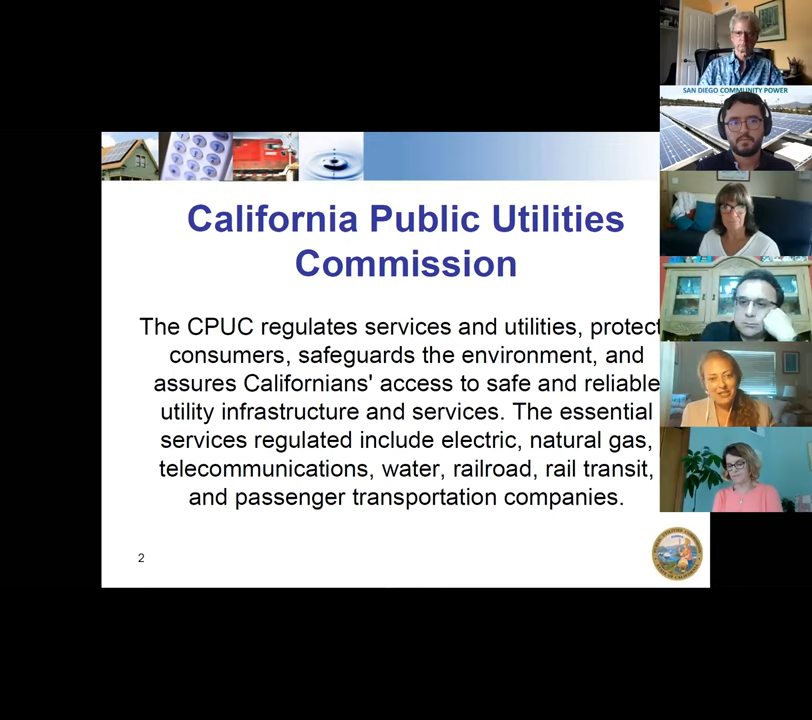 SAN DIEGO COMMUNITY POWER
California Public Utilities
Commission
The CPUC regulates services and utilities, protect
consumers, safeguards the environment, and
assures Californians' access to safe and reliable
utility infrastructure and services. The essential
services regulated include electric, natural gas,
telecommunications, water, railroad, rail transit,
and passenger transportation companies.
2